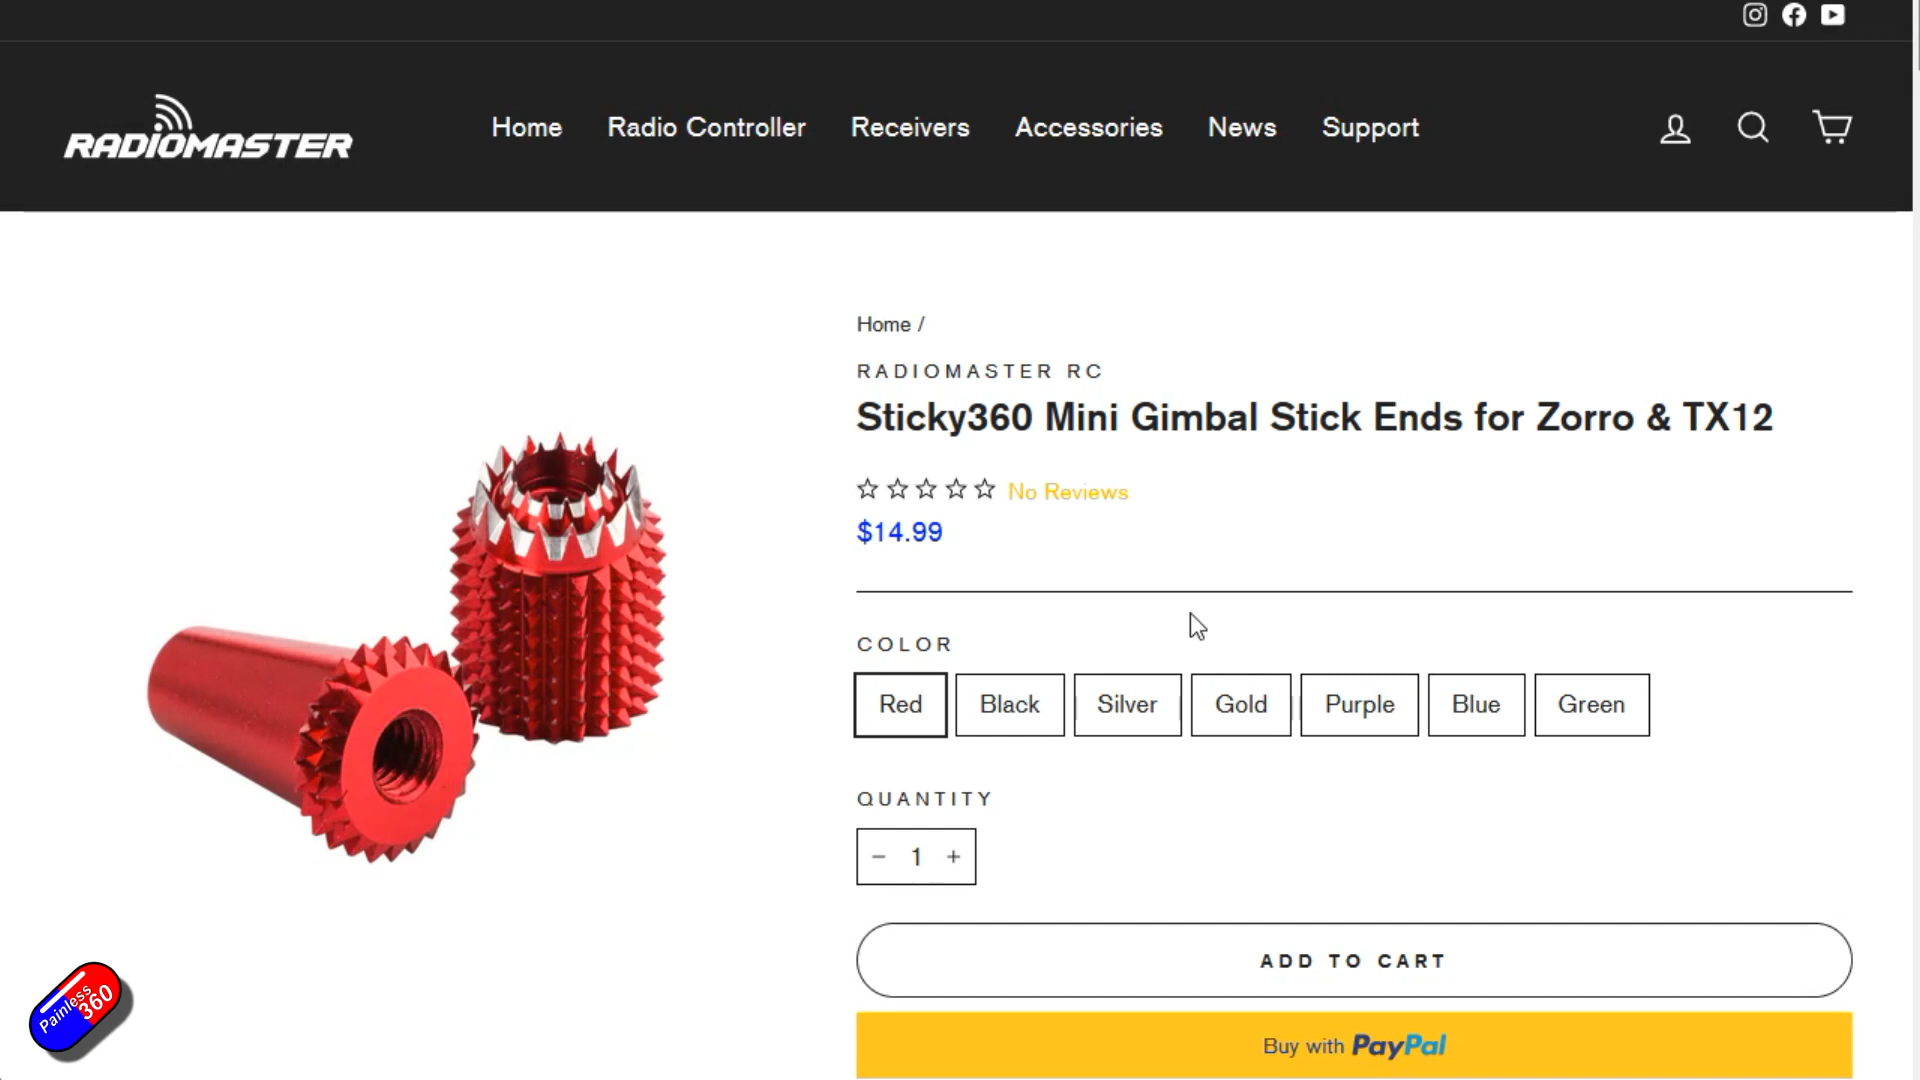 RADIOMASTER
Home Radio Controller Receivers Accessories News Support
Home /
RADIOMASTER RC
Sticky360 Mini Gimbal Stick Ends for Zorro & TX12
No Reviews
$14.99
COLOR
Red Black Silver Gold Purple Blue Green
QUANTITY
− 1 +
ADD TO CART
Buy with PayPal
Painless
360